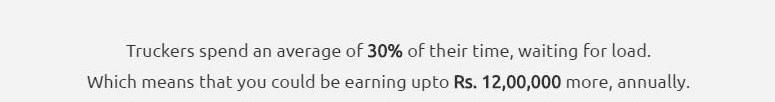 Truckers spend an average of 30% of their time, waiting for load.
Which means that you could be earning upto Rs. 12,00,000 more, annually.